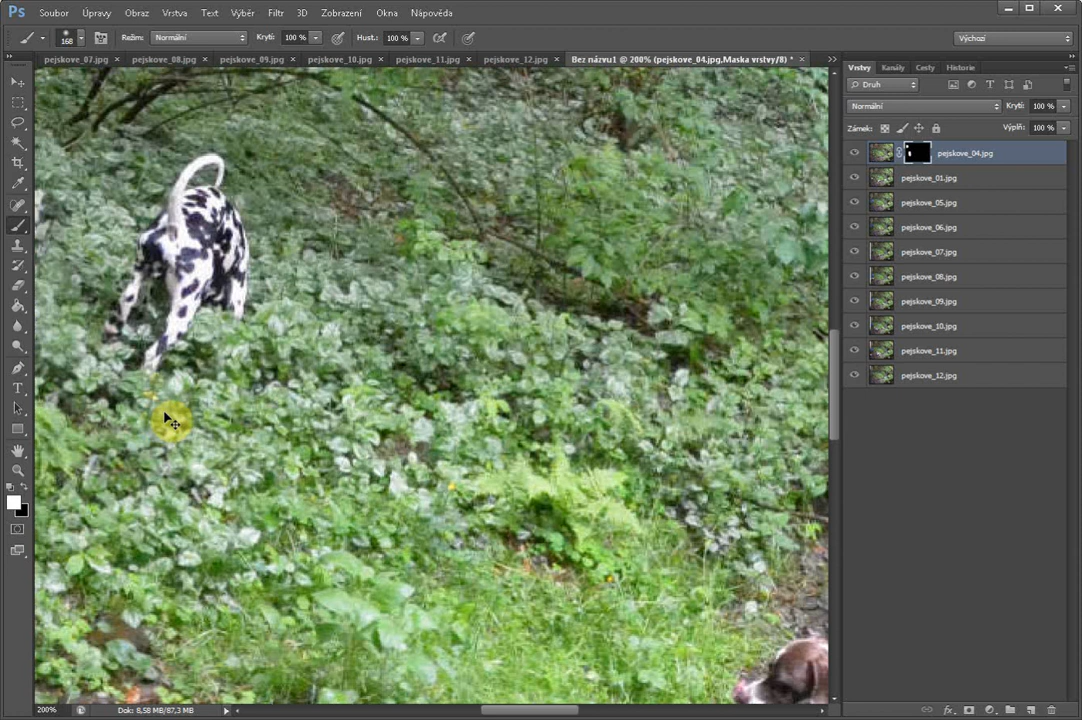 Ps Soubor Úpravy Obraz Vrstva Text Výběr Filtr 3D Zobrazení Okna Nápověda
168 Režim: Normální Krytí: 100 % Hust.: 100 % Výchozí
pejskove_07.jpg × pejskove_08.jpg × pejskove_09.jpg × pejskove_10.jpg × pejskove_11.jpg × pejskove_12.jpg × Bez názvu1 @ 200% (pejskove_04.jpg,Maska vrstvy/8) * ×
Vrstvy Kanály Cesty Historie
Druh
Normální Krytí: 100 %
Zámek: Výplň: 100 %
pejskove_04.jpg
pejskove_01.jpg
pejskove_05.jpg
pejskove_06.jpg
pejskove_07.jpg
pejskove_08.jpg
pejskove_09.jpg
pejskove_10.jpg
pejskove_11.jpg
pejskove_12.jpg
200% Dok: 8,58 MB/87,3 MB